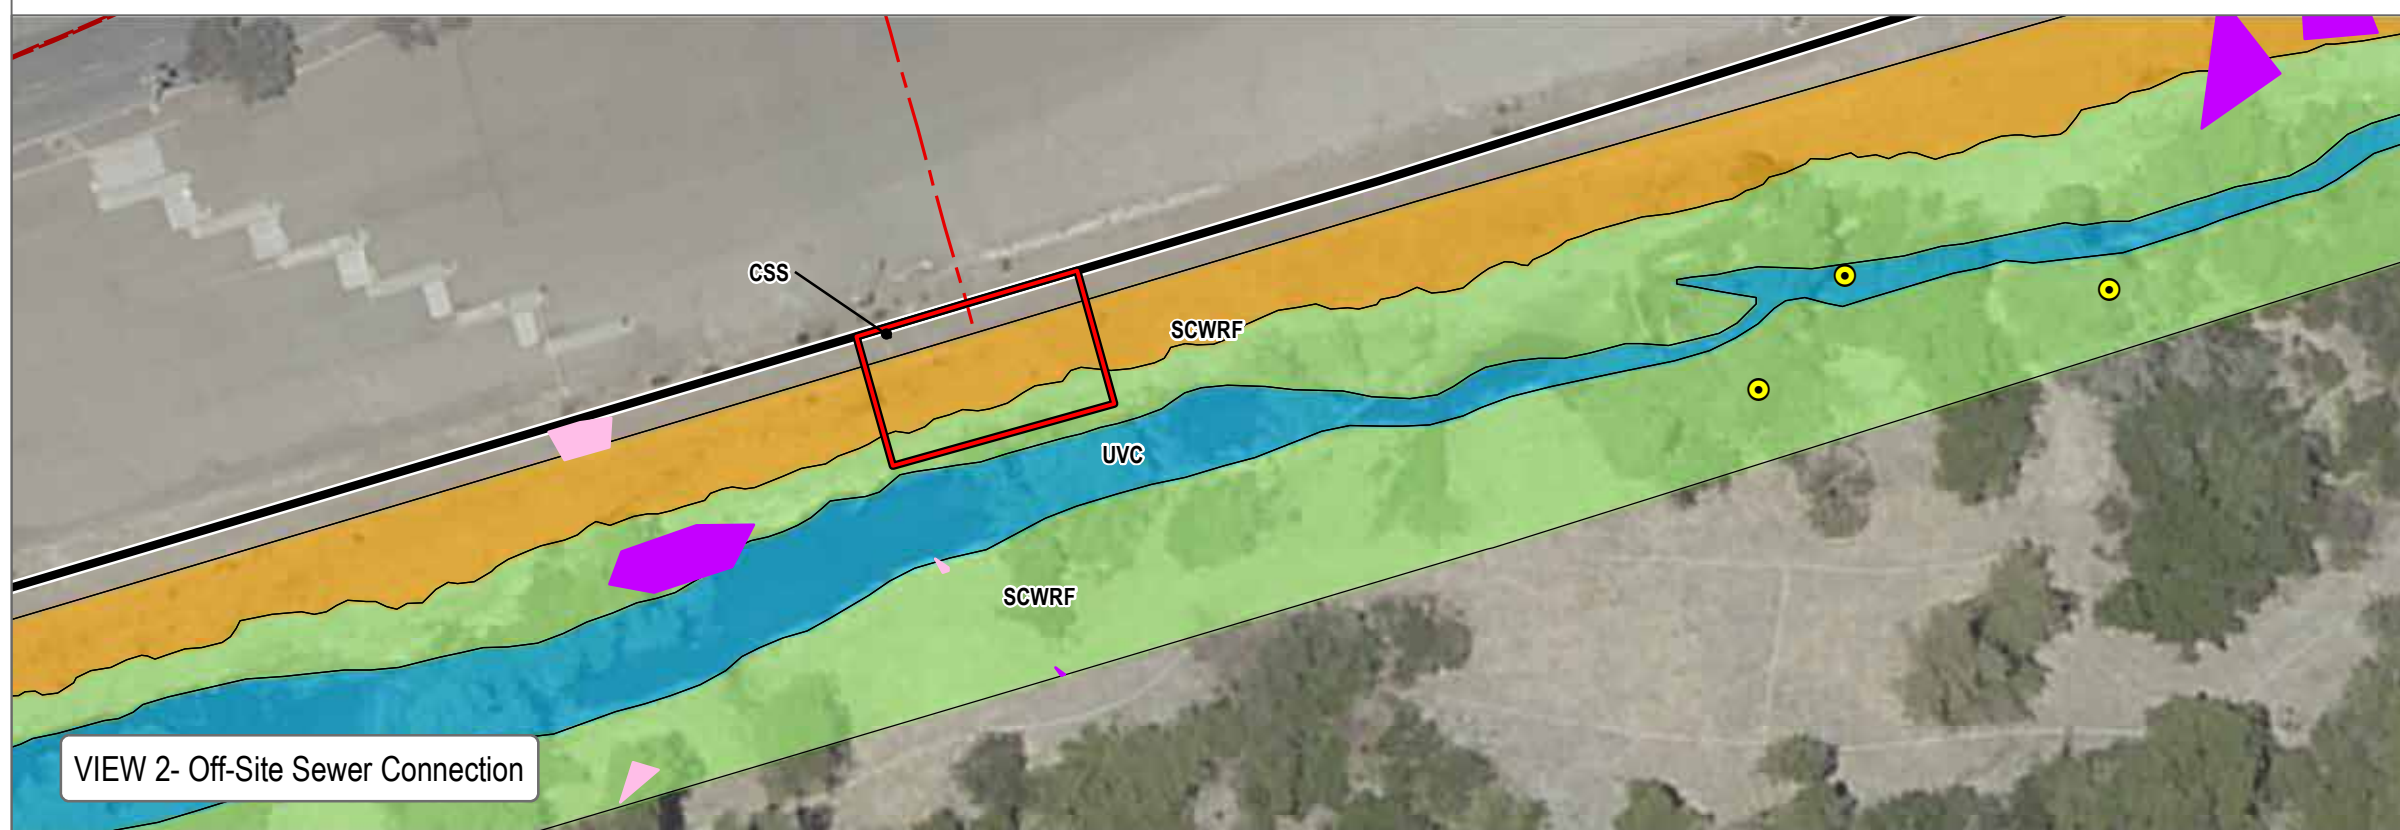 CSS
SCWRF
UVC
SCWRF
VIEW 2- Off-Site Sewer Connection